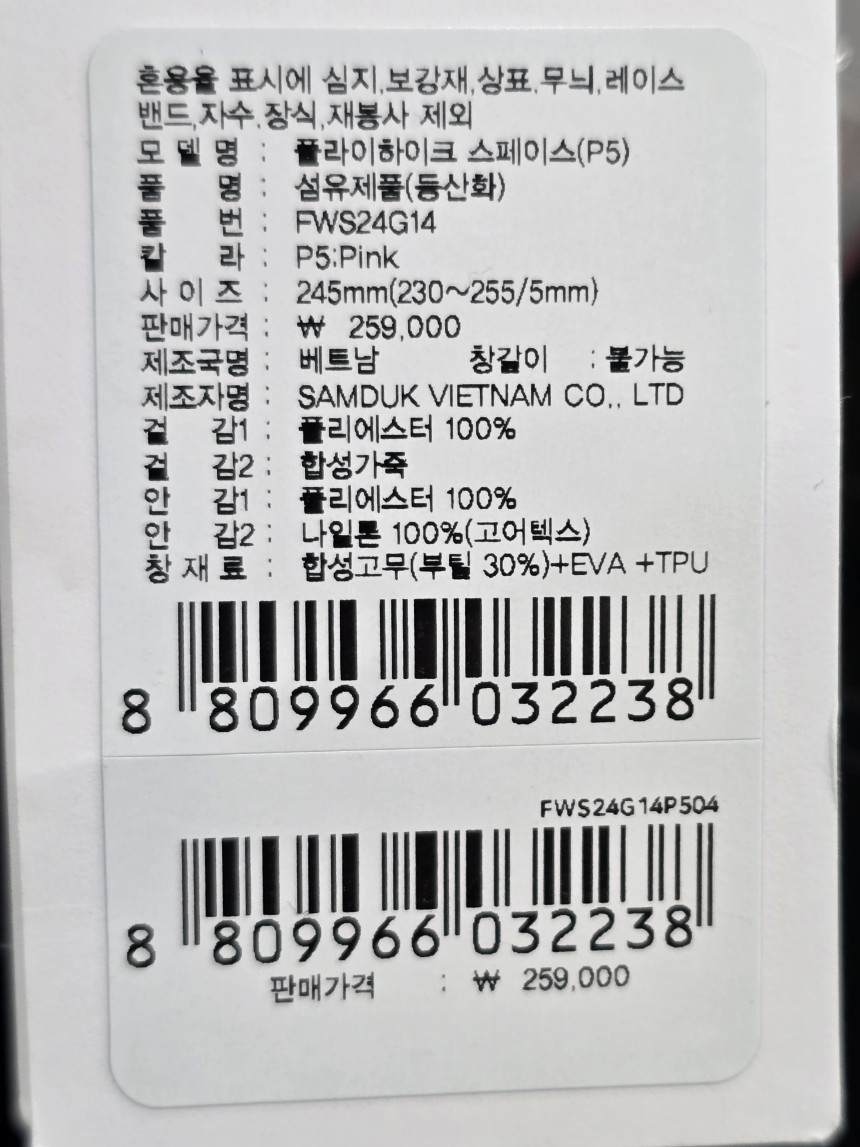 혼용율 표시에 심지,보강재,상표,무늬,레이스
밴드,자수,장식,재봉사 제외
모 델 명 : 플라이하이크 스페이스(P5)
품 명 : 섬유제품(등산화)
품 번 : FWS24G14
칼 라 : P5:Pink
사 이 즈 : 245mm(230~255/5mm)
판매가격 : ₩ 259,000
제조국명 : 베트남 창갈이 : 불가능
제조자명 : SAMDUK VIETNAM CO., LTD
겉 감1 : 폴리에스터 100%
겉 감2 : 합성가죽
안 감1 : 폴리에스터 100%
안 감2 : 나일론 100%(고어텍스)
창 재 료 : 합성고무(부틸 30%)+EVA +TPU
8 809966 032238
FWS24G14P504
8 809966 032238
판매가격 : ₩ 259,000